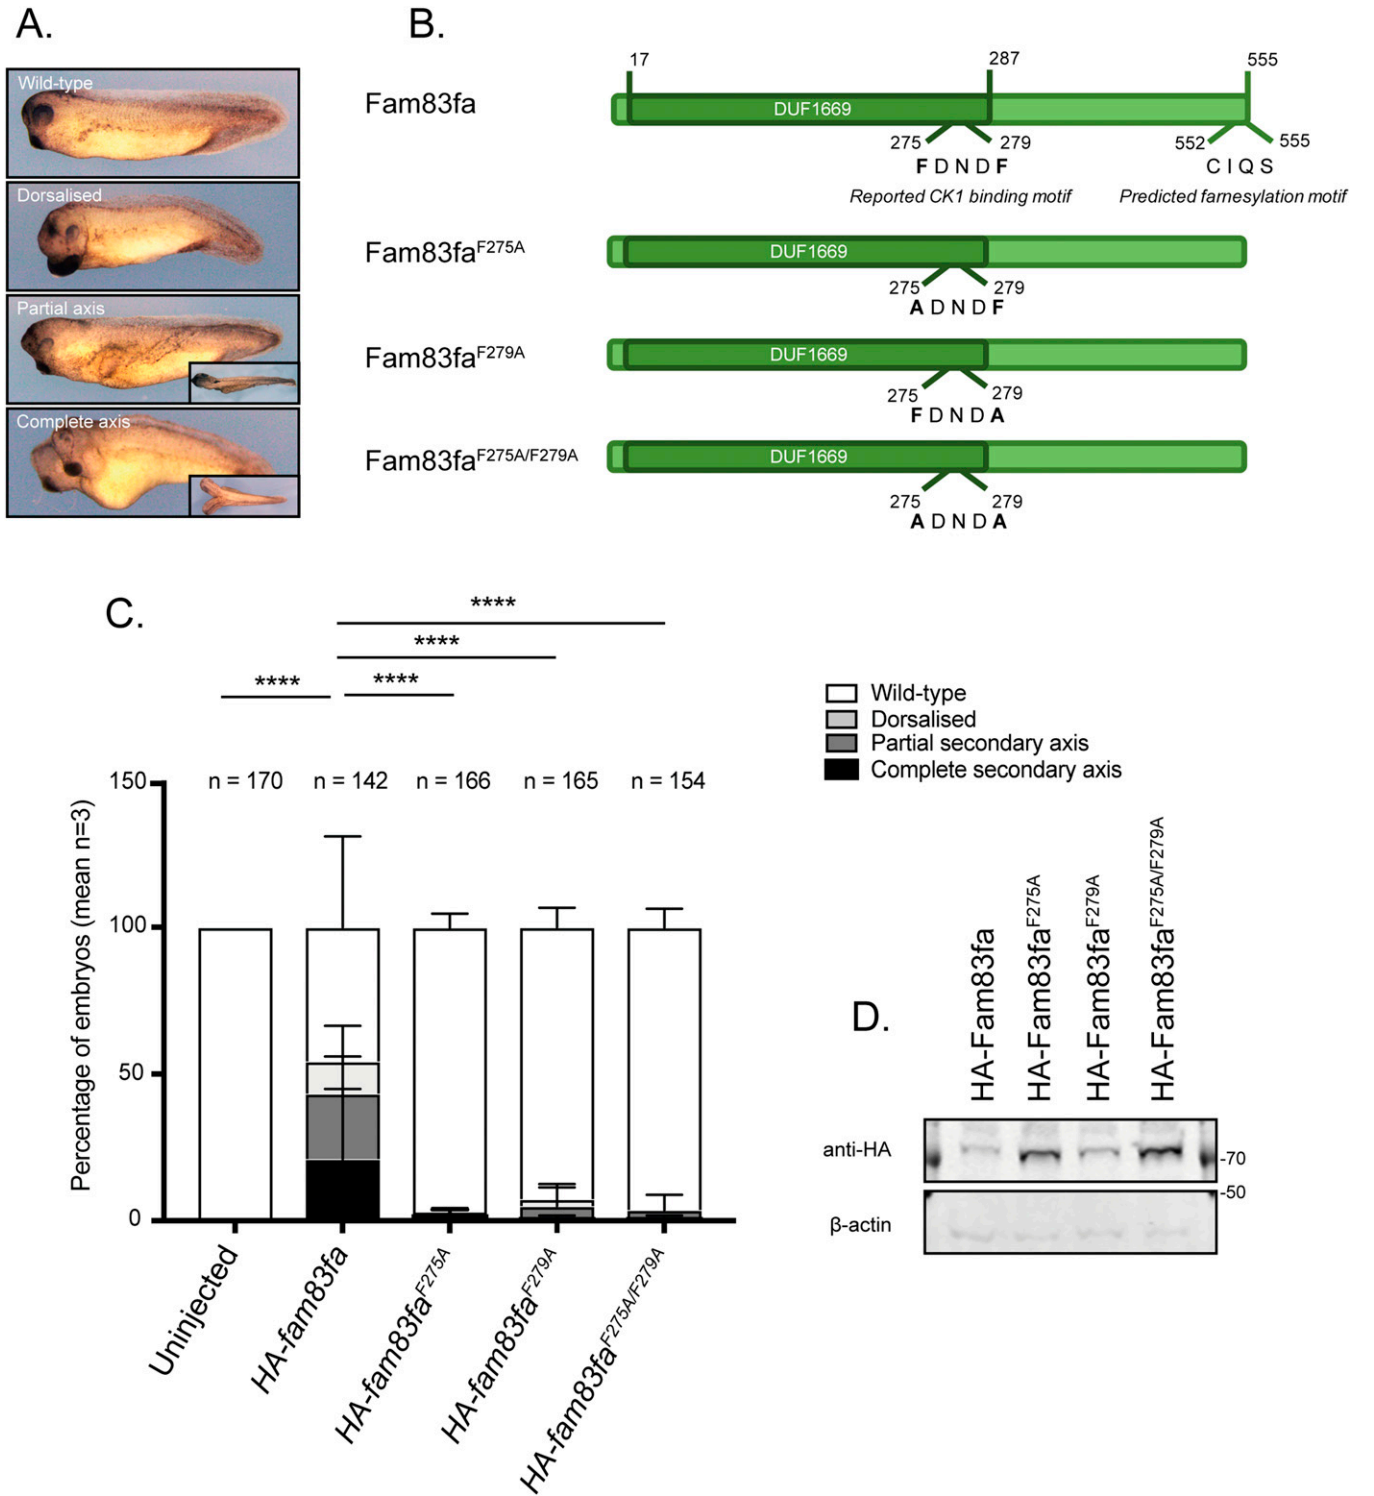 A.
Wild-type
Dorsalised
Partial axis
Complete axis
B.
Fam83fa
17
287
555
DUF1669
275
279
552
555
F D N D F
C I Q S
Reported CK1 binding motif
Predicted farnesylation motif
Fam83faF275A
DUF1669
275
279
A D N D F
Fam83faF279A
DUF1669
275
279
F D N D A
Fam83faF275A/F279A
DUF1669
275
279
A D N D A
C.
****
****
****
****
Wild-type
Dorsalised
Partial secondary axis
Complete secondary axis
Percentage of embryos (mean n=3)
150
100
50
0
n = 170
n = 142
n = 166
n = 165
n = 154
Uninjected
HA-fam83fa
HA-fam83faF275A
HA-fam83faF279A
HA-fam83faF275A/F279A
D.
HA-Fam83fa
HA-Fam83faF275A
HA-Fam83faF279A
HA-Fam83faF275A/F279A
anti-HA
-70
-50
β-actin